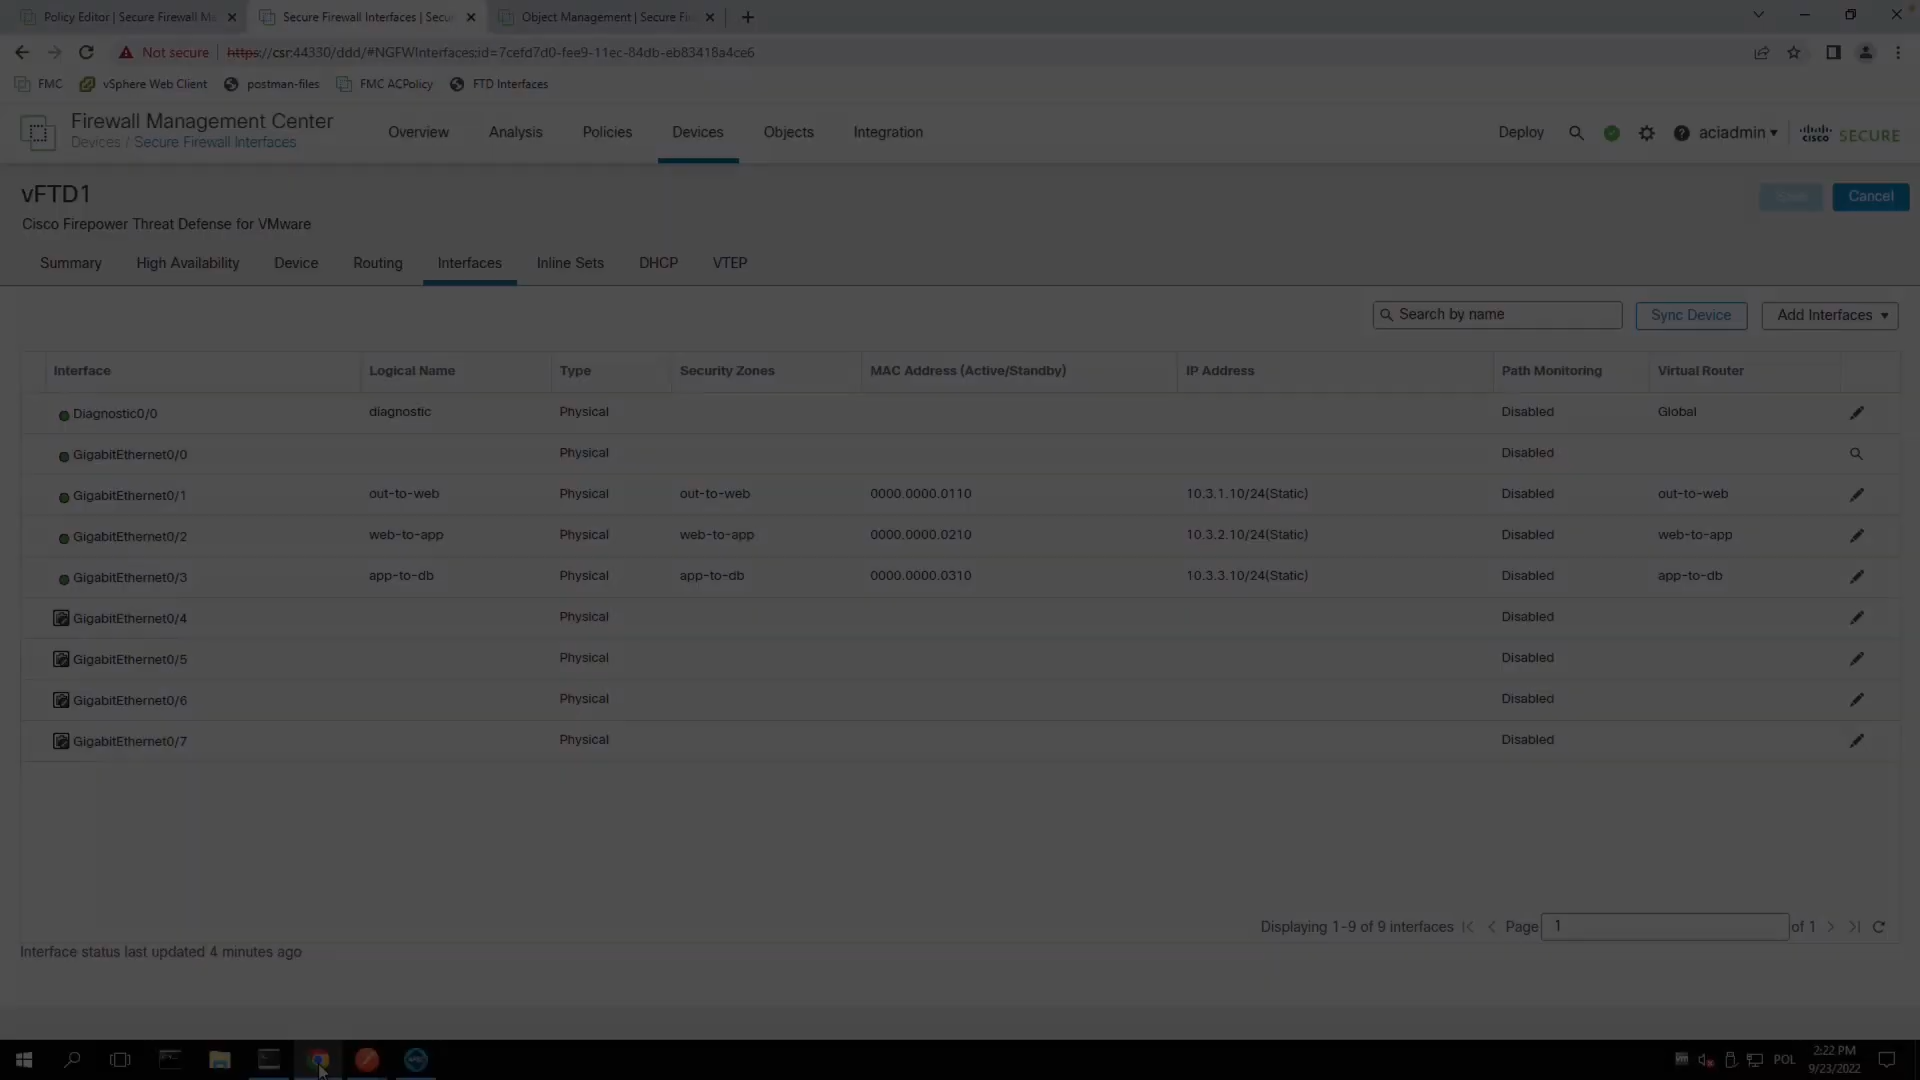 Policy Editor | Secure Firewall Ma
Secure Firewall Interfaces | Secu
Object Management | Secure Fi
Not secure
https://csr:44330/ddd/#NGFWInterfaces;id=7cefd7d0-fee9-11ec-84db-eb83418a4ce6
FMC
vSphere Web Client
postman-files
FMC ACPolicy
FTD Interfaces
Firewall Management Center
Devices / Secure Firewall Interfaces
Overview
Analysis
Policies
Devices
Objects
Integration
Deploy
aciadmin
cisco SECURE
vFTD1
Save
Cancel
Cisco Firepower Threat Defense for VMware
Summary
High Availability
Device
Routing
Interfaces
Inline Sets
DHCP
VTEP
Search by name
Sync Device
Add Interfaces
Interface Logical Name Type Security Zones MAC Address (Active/Standby) IP Address Path Monitoring Virtual Router
Diagnostic0/0 diagnostic Physical Disabled Global
GigabitEthernet0/0 Physical Disabled
GigabitEthernet0/1 out-to-web Physical out-to-web 0000.0000.0110 10.3.1.10/24(Static) Disabled out-to-web
GigabitEthernet0/2 web-to-app Physical web-to-app 0000.0000.0210 10.3.2.10/24(Static) Disabled web-to-app
GigabitEthernet0/3 app-to-db Physical app-to-db 0000.0000.0310 10.3.3.10/24(Static) Disabled app-to-db
GigabitEthernet0/4 Physical Disabled
GigabitEthernet0/5 Physical Disabled
GigabitEthernet0/6 Physical Disabled
GigabitEthernet0/7 Physical Disabled
Displaying 1-9 of 9 interfaces Page 1 of 1
Interface status last updated 4 minutes ago
POL
2:22 PM
9/23/2022